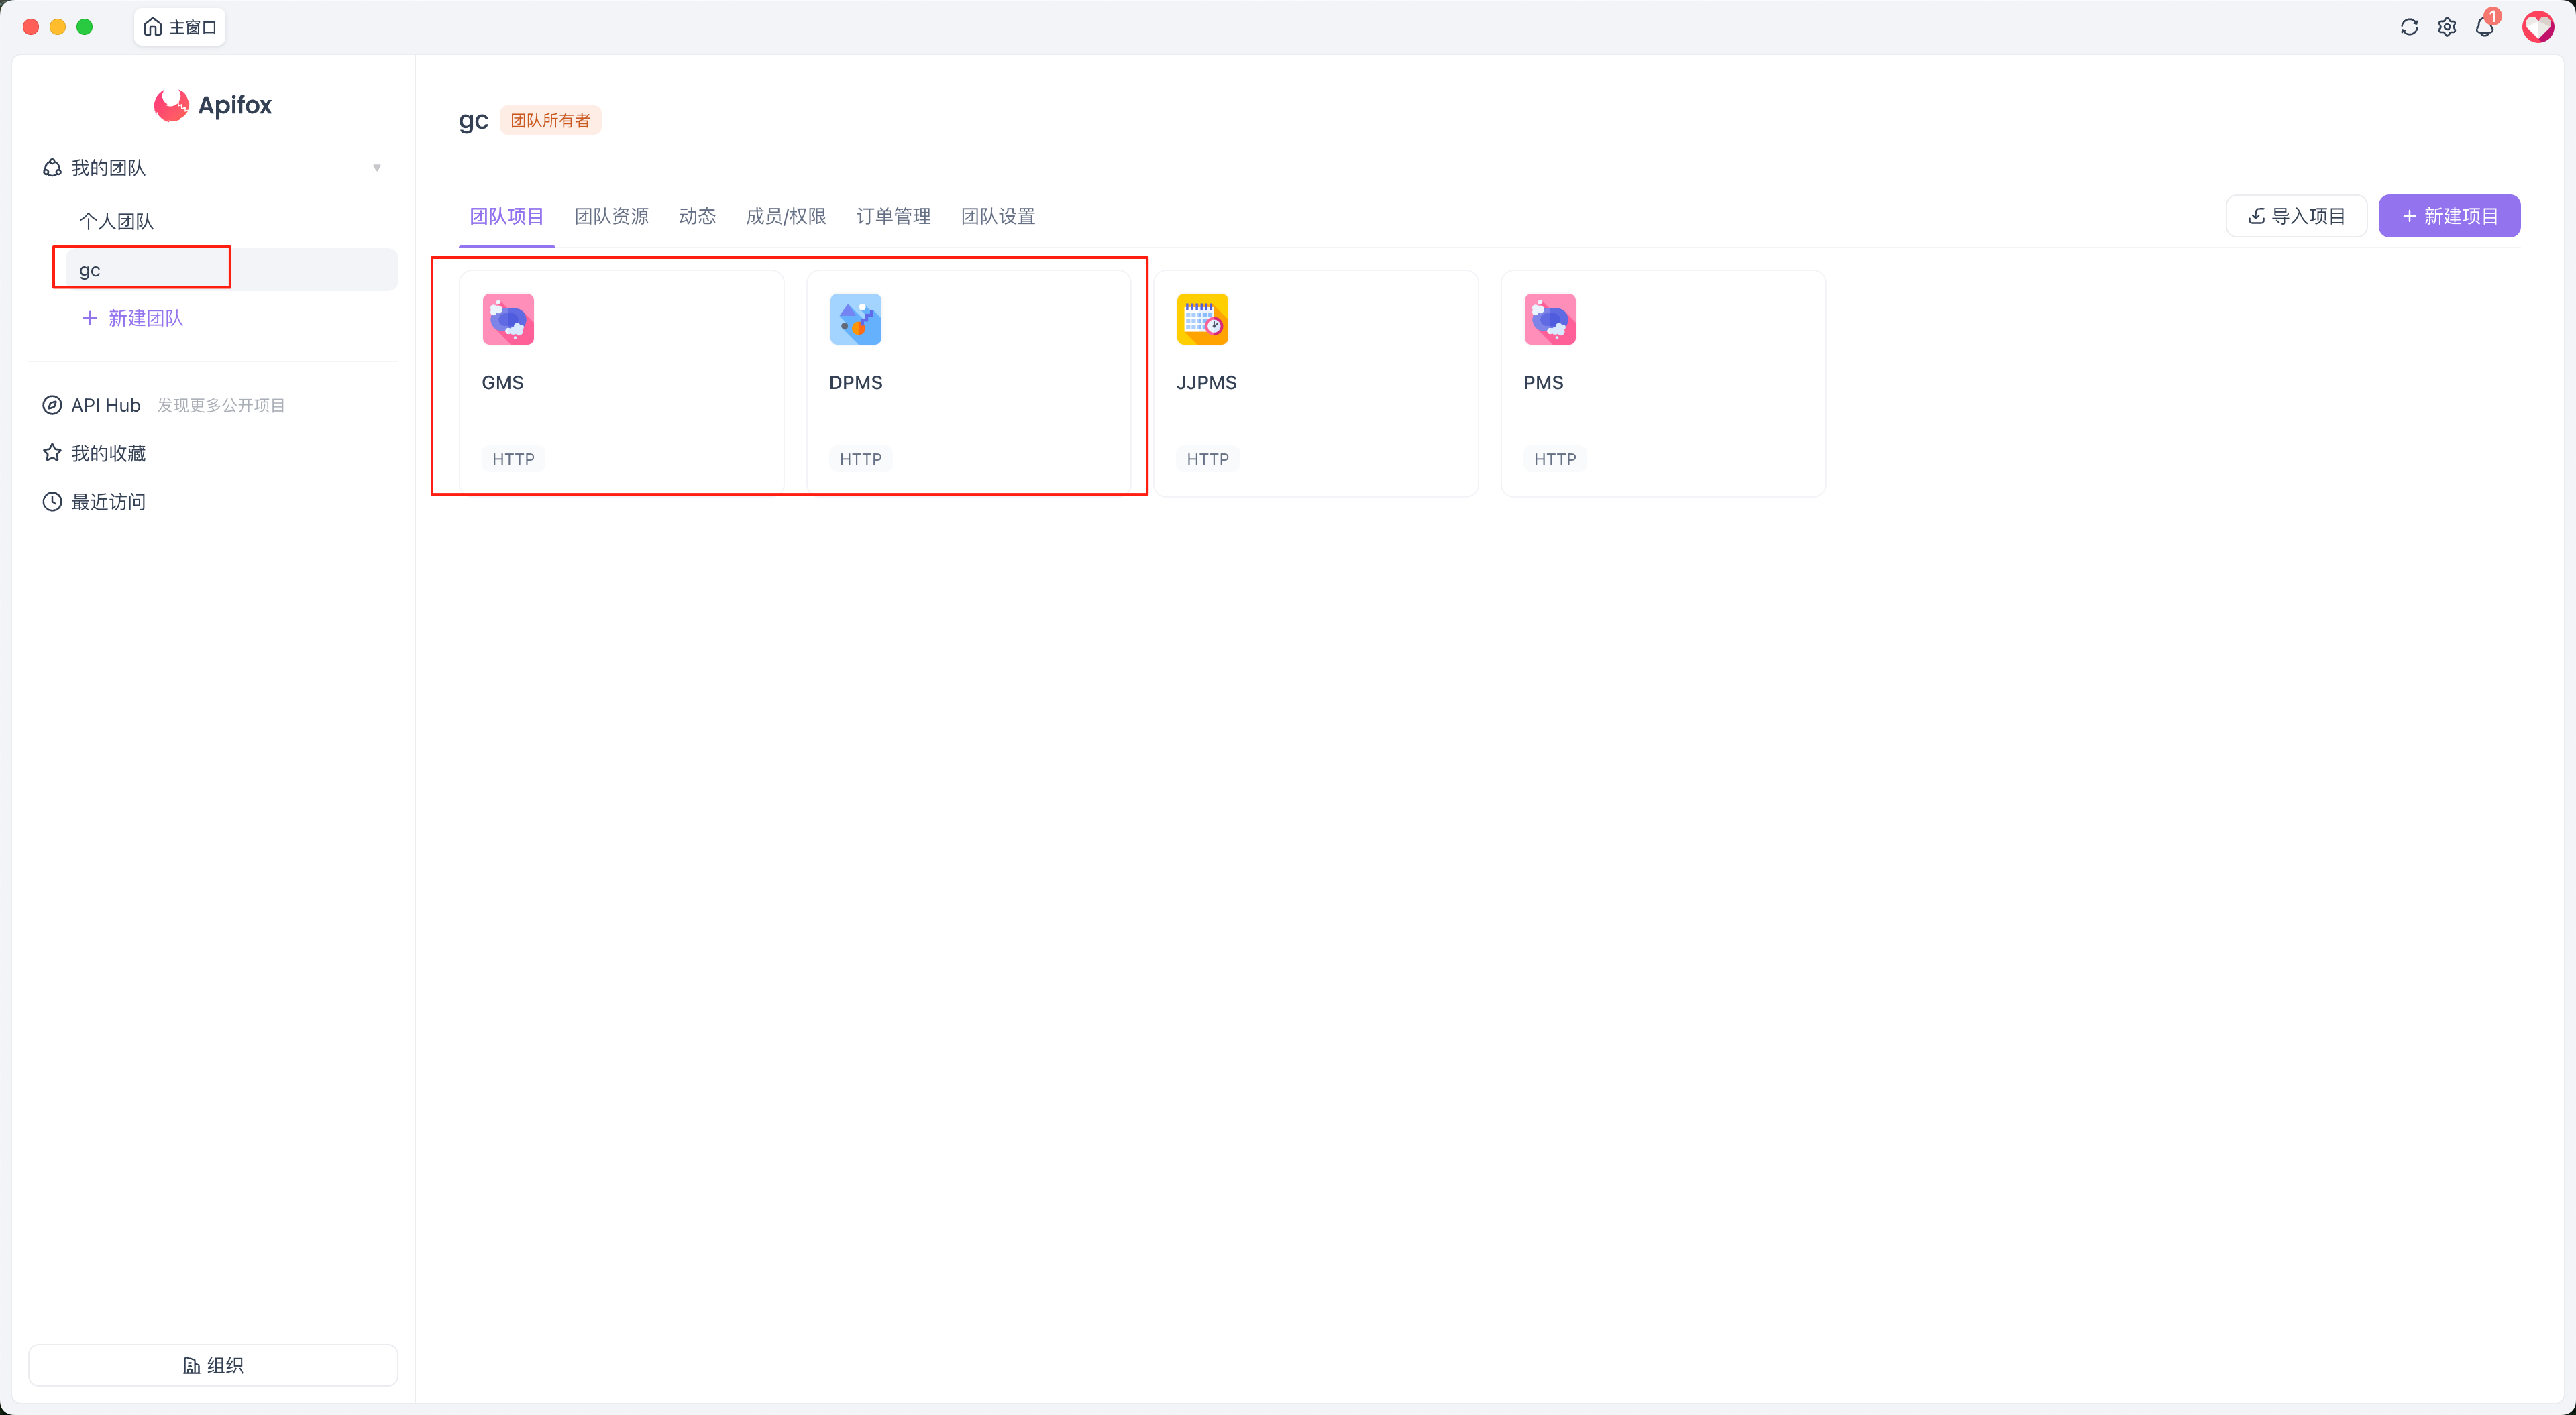 主窗口
1
Apifox
我的团队
个人团队
gc
+ 新建团队
API Hub 发现更多公开项目
我的收藏
最近访问
组织
gc 团队所有者
团队项目 团队资源 动态 成员/权限 订单管理 团队设置
导入项目 + 新建项目
GMS DPMS JJPMS PMS
HTTP HTTP HTTP HTTP